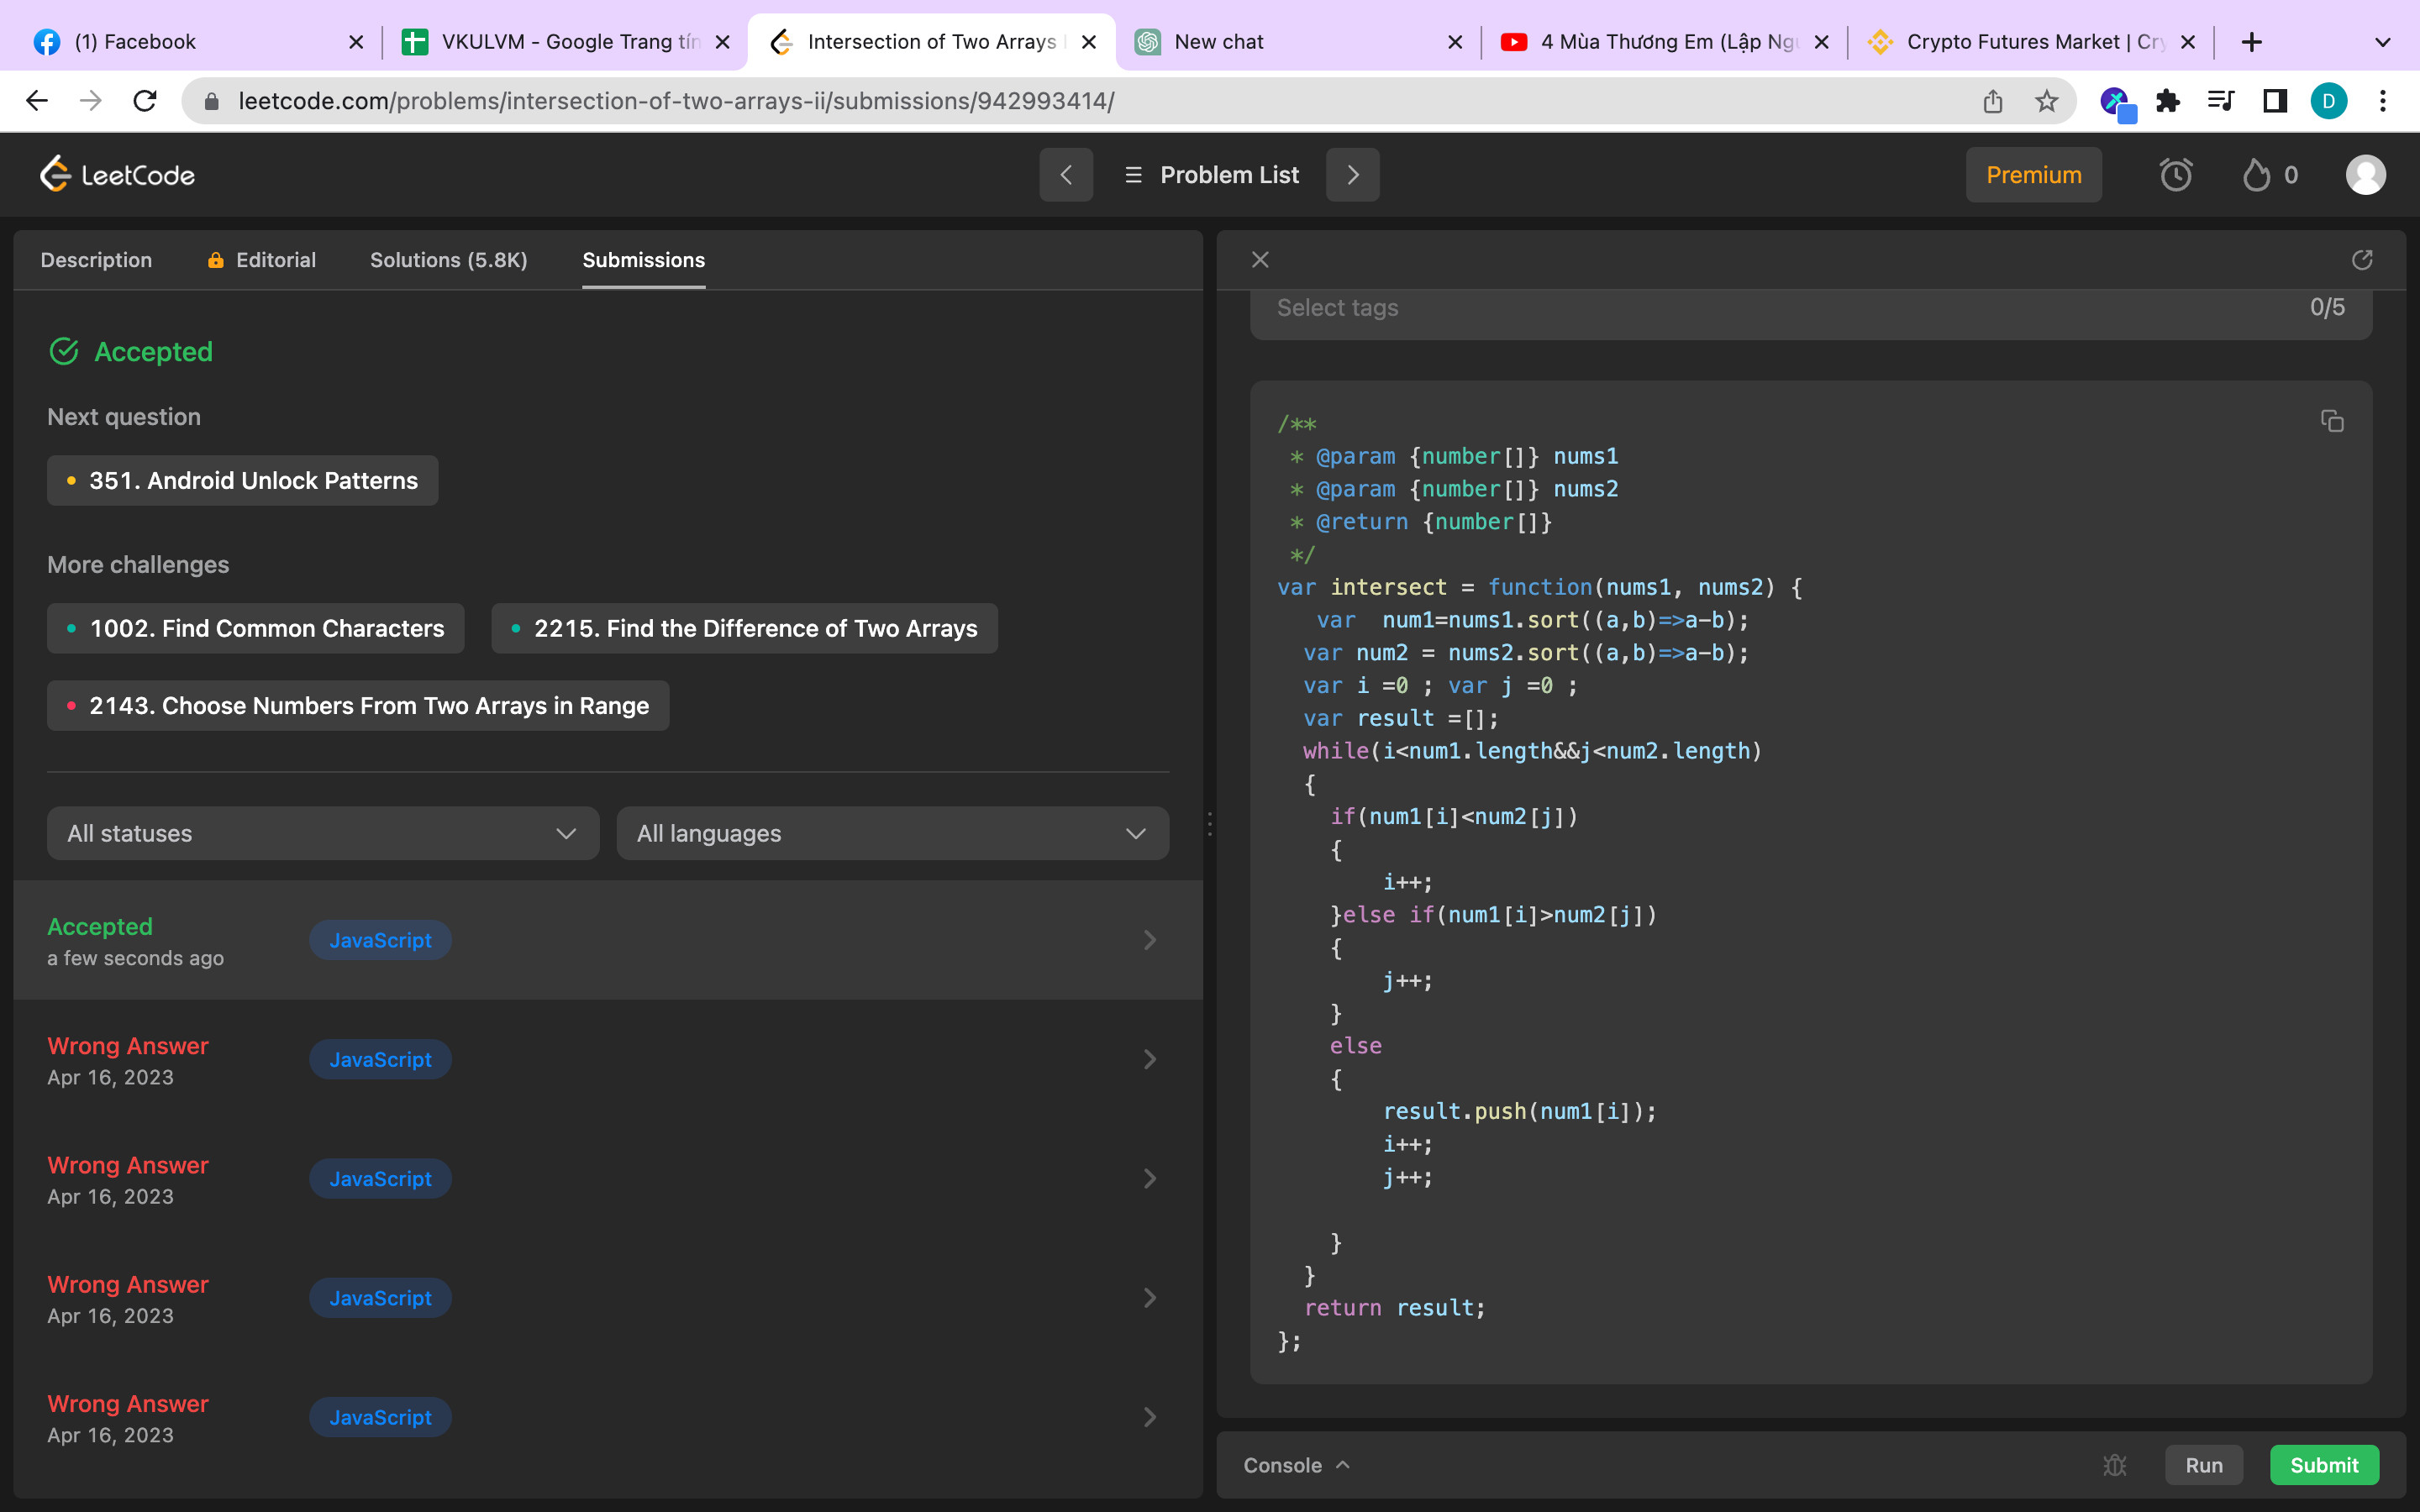 (1) Facebook
VKULVM - Google Trang tín
Intersection of Two Arrays
New chat
4 Mùa Thương Em (Lập Ngu
Crypto Futures Market | Cry
leetcode.com/problems/intersection-of-two-arrays-ii/submissions/942993414/
D
LeetCode
Problem List
Premium
0
Description
Editorial
Solutions (5.8K)
Submissions
Accepted
Next question
351. Android Unlock Patterns
More challenges
1002. Find Common Characters
2215. Find the Difference of Two Arrays
2143. Choose Numbers From Two Arrays in Range
All statuses
All languages
Accepted
a few seconds ago
JavaScript
Wrong Answer
Apr 16, 2023
JavaScript
Wrong Answer
Apr 16, 2023
JavaScript
Wrong Answer
Apr 16, 2023
JavaScript
Wrong Answer
Apr 16, 2023
JavaScript
Select tags
0/5
/**
 * @param {number[]} nums1
 * @param {number[]} nums2
 * @return {number[]}
 */
var intersect = function(nums1, nums2) {
   var  num1=nums1.sort((a,b)=>a-b);
  var num2 = nums2.sort((a,b)=>a-b);
  var i =0 ; var j =0 ;
  var result =[];
  while(i<num1.length&&j<num2.length)
  {
    if(num1[i]<num2[j])
    {
        i++;
    }else if(num1[i]>num2[j])
    {
        j++;
    }
    else
    {
        result.push(num1[i]);
        i++;
        j++;
    }
  }
  return result;
};
Console
Run
Submit